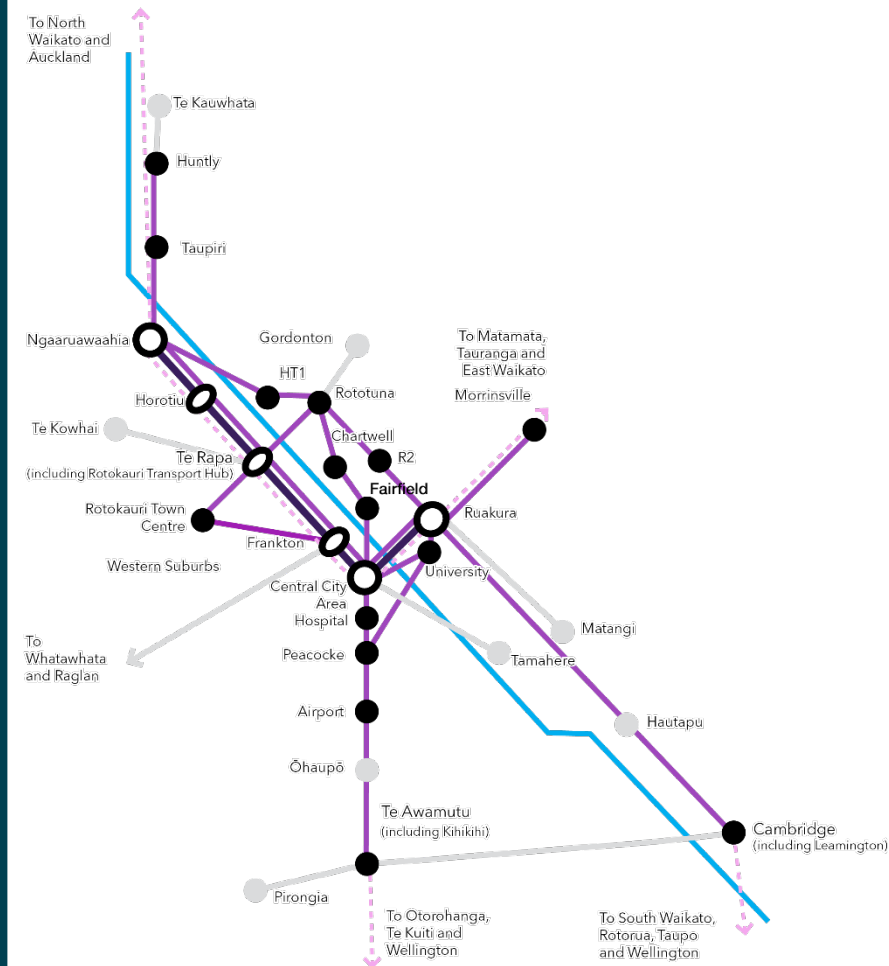 To North
Waikato and
Auckland
Te Kauwhata
Huntly
Taupiri
Ngaaruawaahia
Gordonton
To Matamata,
Tauranga and
East Waikato
HT1
Rototuna
Morrinsville
Horotiu
Te Kowhai
Chartwell
Te Rapa
(including Rotokauri Transport Hub)
R2
Fairfield
Rotokauri Town
Centre
Ruakura
Frankton
Western Suburbs
University
Central City
Area
Hospital
Matangi
To
Whatawhata
and Raglan
Peacocke
Tamahere
Airport
Hautapu
Ōhaupō
Te Awamutu
(including Kihikihi)
Cambridge
(including Leamington)
Pirongia
To Otorohanga,
Te Kuiti and
Wellington
To South Waikato,
Rotorua, Taupo
and Wellington